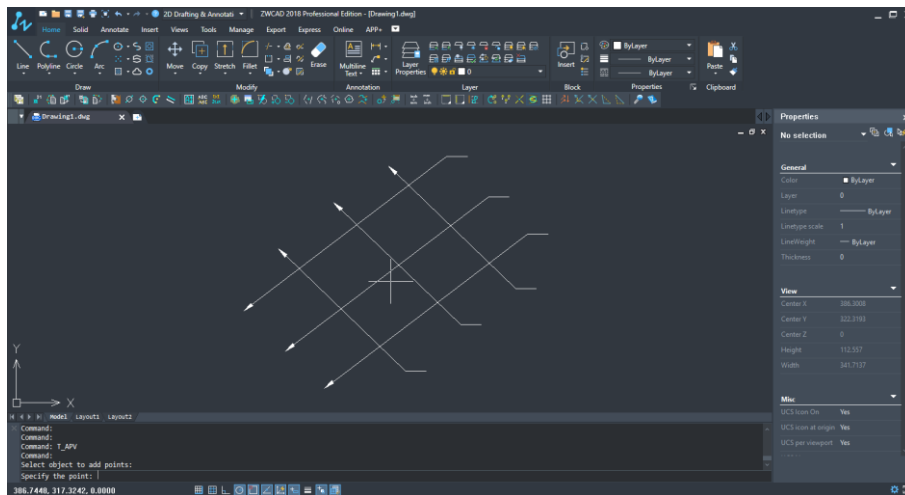 2D Drafting & Annotati
ZWCAD 2018 Professional Edition - [Drawing1.dwg]
Home Solid Annotate Insert Views Tools Manage Export Express Online APP+
Line Polyline Circle Arc
Move Copy Stretch Fillet Erase
Multiline Text
Layer Properties
0
Insert
ByLayer
ByLayer
ByLayer
Paste
Draw Modify Annotation Layer Block Properties Clipboard
Drawing1.dwg
Properties
No selection
General
Color ByLayer
Layer 0
Linetype ByLayer
Linetype scale 1
LineWeight ByLayer
Thickness 0
View
Center X 386.3008
Center Y 322.3193
Center Z 0
Height 112.557
Width 341.7137
Misc
UCS Icon On Yes
UCS icon at origin Yes
UCS per viewport Yes
Y
X
Model Layout1 Layout2
Command:
Command:
Command: T_APV
Command:
Select object to add points:
Specify the point:
386.7448, 317.3242, 0.0000